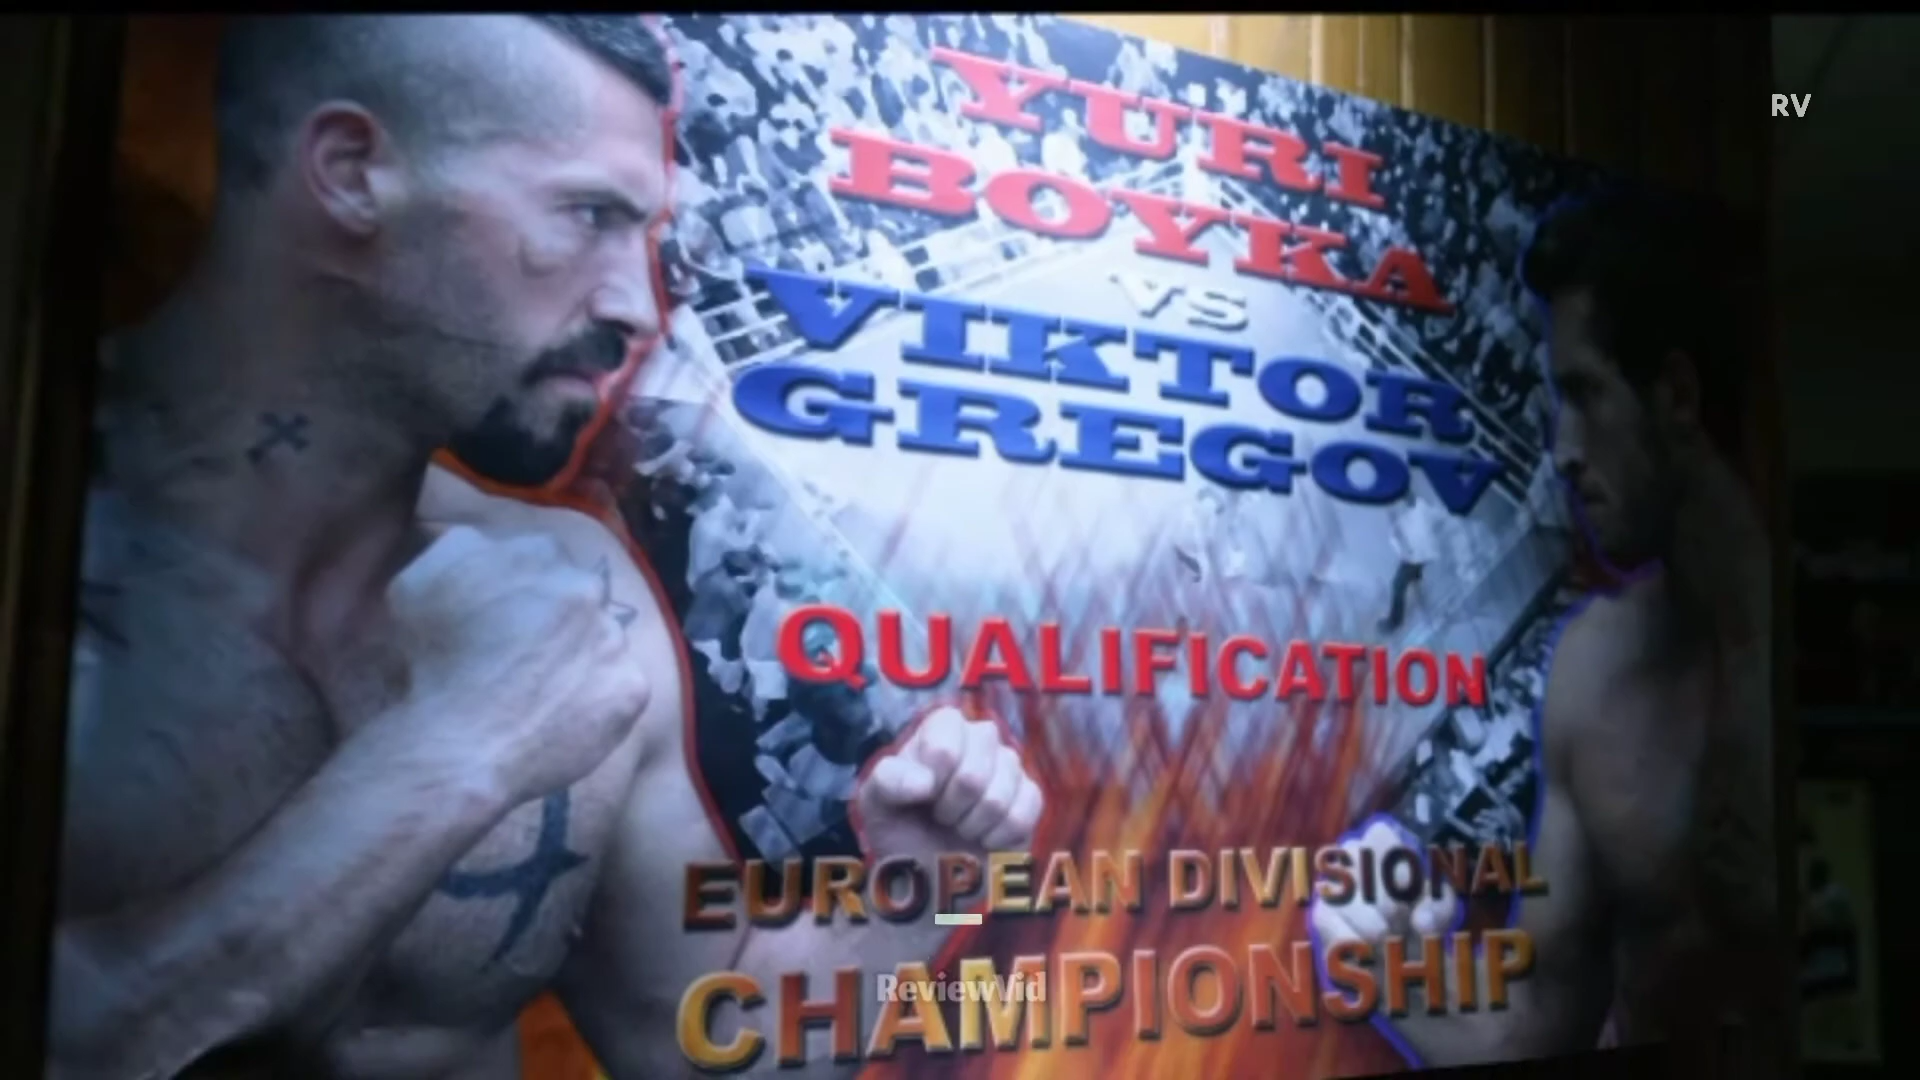 RV
YURI
BOYKA
VS
VIKTOR
GREGOV
QUALIFICATION
EUROPEAN DIVISIONAL
CHAMPIONSHIP
ReviewVid